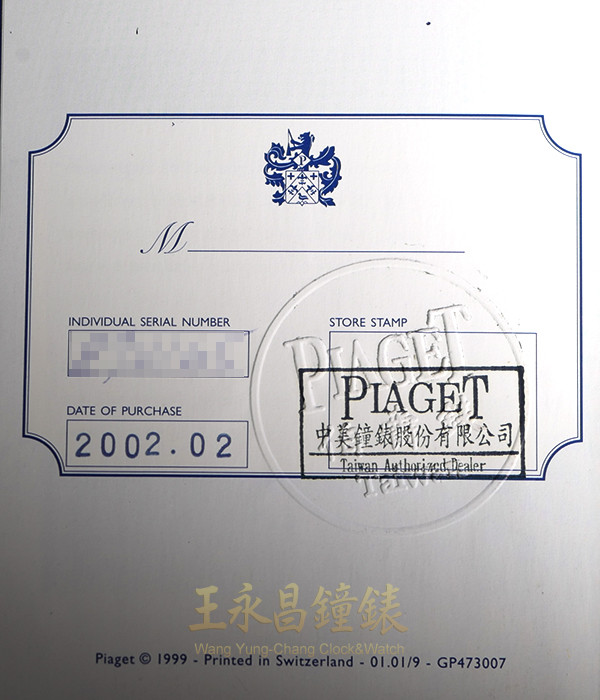 M
INDIVIDUAL SERIAL NUMBER
STORE STAMP
PIAGET
PIAGET
中美鐘錶股份有限公司
Taiwan Authorized Dealer
Taiwan
DATE OF PURCHASE
2002.02
王永昌鐘錶
Wang Yung-Chang Clock&Watch
Piaget © 1999 - Printed in Switzerland - 01.01/9 - GP473007